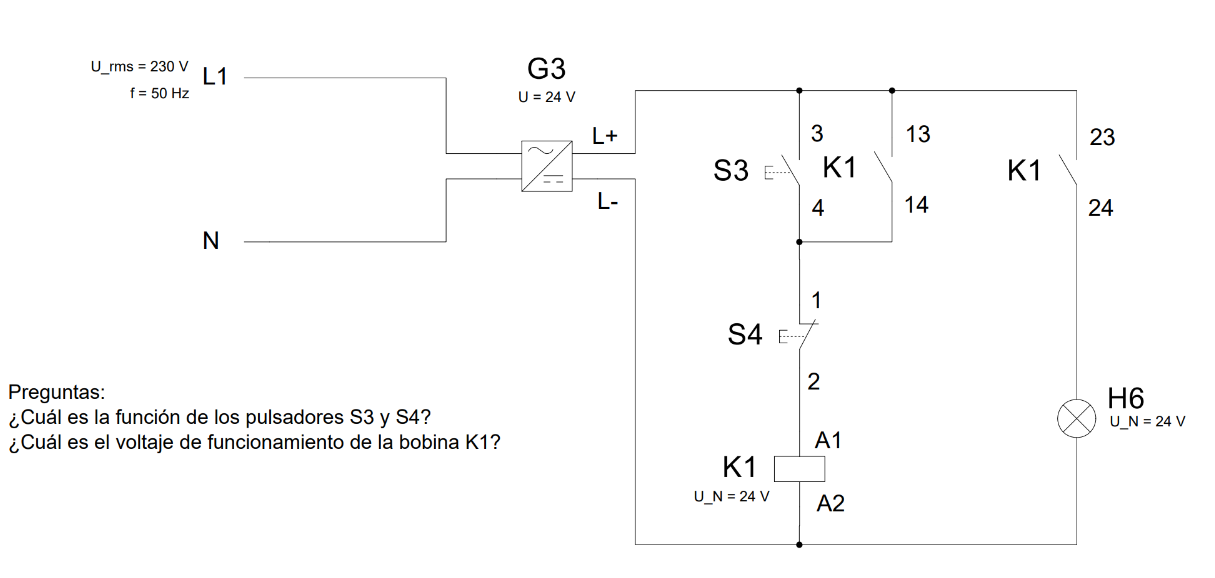 U_rms = 230 V
L1
f = 50 Hz
G3
U = 24 V
L+
L-
N
3
13
23
S3
K1
K1
4
14
24
1
S4
2
Preguntas:
¿Cuál es la función de los pulsadores S3 y S4?
¿Cuál es el voltaje de funcionamiento de la bobina K1?
H6
U_N = 24 V
A1
K1
U_N = 24 V
A2